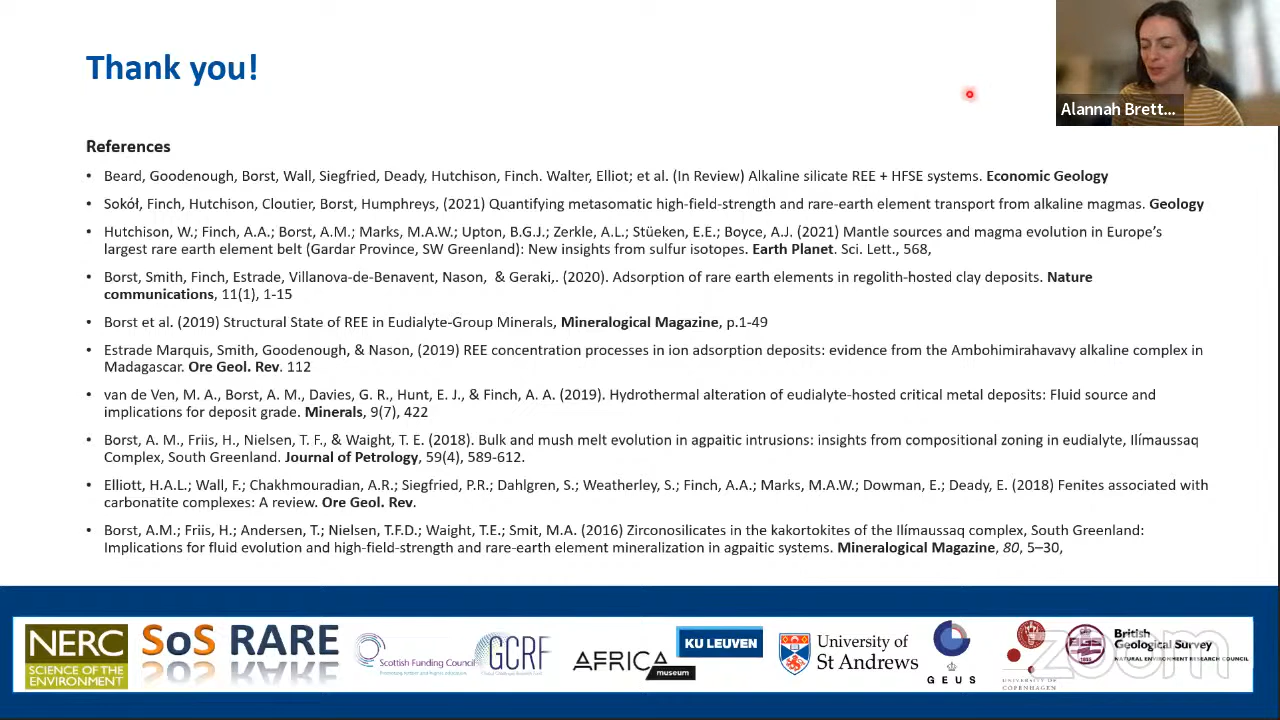 Thank you!
Alannah Brett...
References
• Beard, Goodenough, Borst, Wall, Siegfried, Deady, Hutchison, Finch. Walter, Elliot; et al. (In Review) Alkaline silicate REE + HFSE systems. Economic Geology
• Sokół, Finch, Hutchison, Cloutier, Borst, Humphreys, (2021) Quantifying metasomatic high-field-strength and rare-earth element transport from alkaline magmas. Geology
• Hutchison, W.; Finch, A.A.; Borst, A.M.; Marks, M.A.W.; Upton, B.G.J.; Zerkle, A.L.; Stüeken, E.E.; Boyce, A.J. (2021) Mantle sources and magma evolution in Europe's
largest rare earth element belt (Gardar Province, SW Greenland): New insights from sulfur isotopes. Earth Planet. Sci. Lett., 568,
• Borst, Smith, Finch, Estrade, Villanova-de-Benavent, Nason, & Geraki,. (2020). Adsorption of rare earth elements in regolith-hosted clay deposits. Nature
communications, 11(1), 1-15
• Borst et al. (2019) Structural State of REE in Eudialyte-Group Minerals, Mineralogical Magazine, p.1-49
• Estrade Marquis, Smith, Goodenough, & Nason, (2019) REE concentration processes in ion adsorption deposits: evidence from the Ambohimirahavavy alkaline complex in
Madagascar. Ore Geol. Rev. 112
• van de Ven, M. A., Borst, A. M., Davies, G. R., Hunt, E. J., & Finch, A. A. (2019). Hydrothermal alteration of eudialyte-hosted critical metal deposits: Fluid source and
implications for deposit grade. Minerals, 9(7), 422
• Borst, A. M., Friis, H., Nielsen, T. F., & Waight, T. E. (2018). Bulk and mush melt evolution in agpaitic intrusions: insights from compositional zoning in eudialyte, Ilímaussaq
Complex, South Greenland. Journal of Petrology, 59(4), 589-612.
• Elliott, H.A.L.; Wall, F.; Chakhmouradian, A.R.; Siegfried, P.R.; Dahlgren, S.; Weatherley, S.; Finch, A.A.; Marks, M.A.W.; Dowman, E.; Deady, E. (2018) Fenites associated with
carbonatite complexes: A review. Ore Geol. Rev.
• Borst, A.M.; Friis, H.; Andersen, T.; Nielsen, T.F.D.; Waight, T.E.; Smit, M.A. (2016) Zirconosilicates in the kakortokites of the Ilímaussaq complex, South Greenland:
Implications for fluid evolution and high-field-strength and rare-earth element mineralization in agpaitic systems. Mineralogical Magazine, 80, 5–30,
NERC
SCIENCE OF THE
ENVIRONMENT
SoS RARE
Scottish Funding Council
GCRF
AFRICA
museum
KU LEUVEN
University of
St Andrews
GEUS
UNIVERSITY OF
COPENHAGEN
British
Geological Survey
NATURAL ENVIRONMENT RESEARCH COUNCIL
zoom